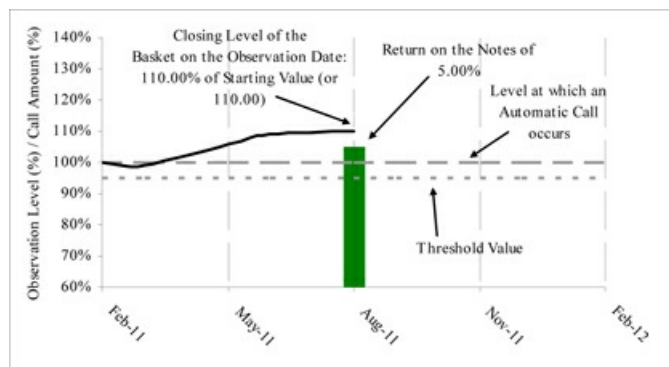 140%
130%
120%
110%
100%
90%
80%
70%
60%
Observation Level (%) / Call Amount (%)
Closing Level of the
Basket on the Observation Date:
110.00% of Starting Value (or
110.00)
Return on the Notes of
5.00%
Level at which an
Automatic Call
occurs
Threshold Value
Feb-11
May-11
Aug-11
Nov-11
Feb-12